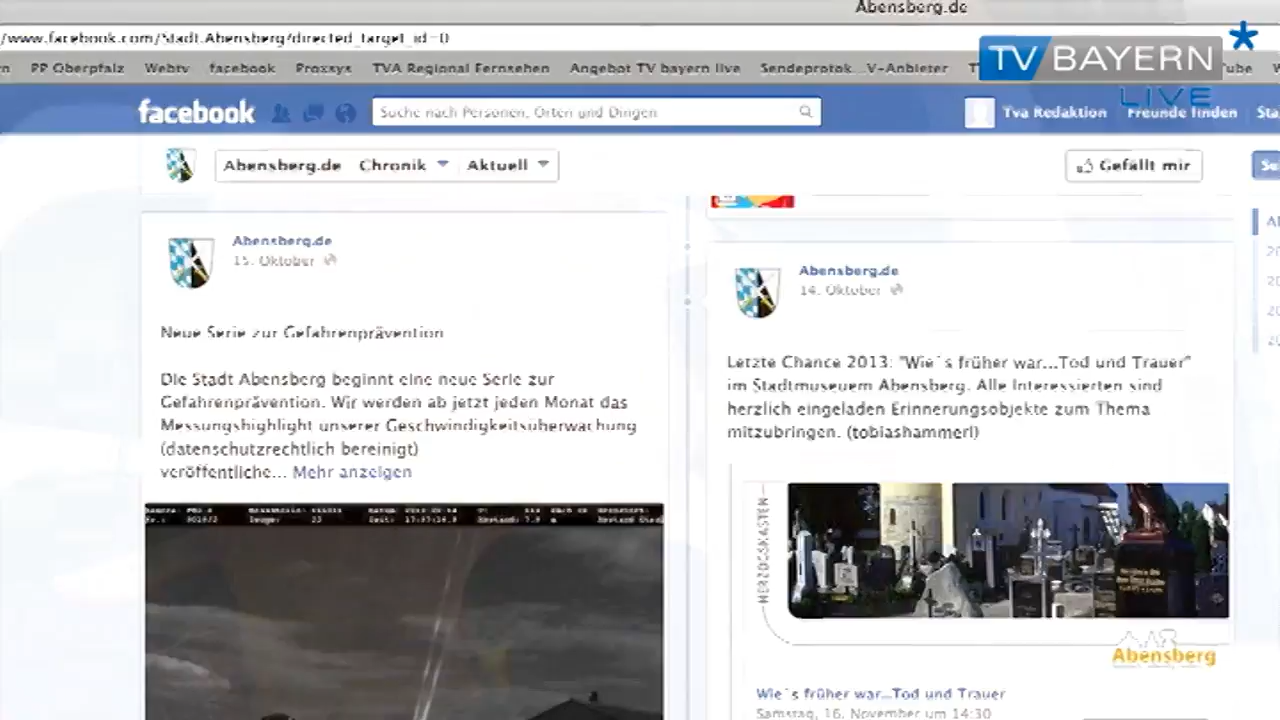 Abensberg.de
/www.facebook.com/Stadt.Abensberg?directed_target_id=0
PP Oberpfalz Webtv facebook Proxsys TVA Regional Fernsehen Angebot TV bayern live Sendeprotok...V-Anbieter
TV BAYERN
LIVE
facebook Suche nach Personen, Orten und Dingen Tva Redaktion Freunde finden Sta
Abensberg.de Chronik Aktuell Gefällt mir
Abensberg.de
15. Oktober
Neue Serie zur Gefahrenprävention
Die Stadt Abensberg beginnt eine neue Serie zur
Gefahrenprävention. Wir werden ab jetzt jeden Monat das
Messungshighlight unserer Geschwindigkeitsüberwachung
(datenschutzrechtlich bereinigt)
veröffentliche... Mehr anzeigen
Abensberg.de
14. Oktober
Letzte Chance 2013: "Wie´s früher war...Tod und Trauer"
im Stadtmuseuem Abensberg. Alle Interessierten sind
herzlich eingeladen Erinnerungsobjekte zum Thema
mitzubringen. (tobiashammerl)
HERZOGSKASTEN
Abensberg
Wie´s früher war...Tod und Trauer
Samstag, 16. November um 14:30